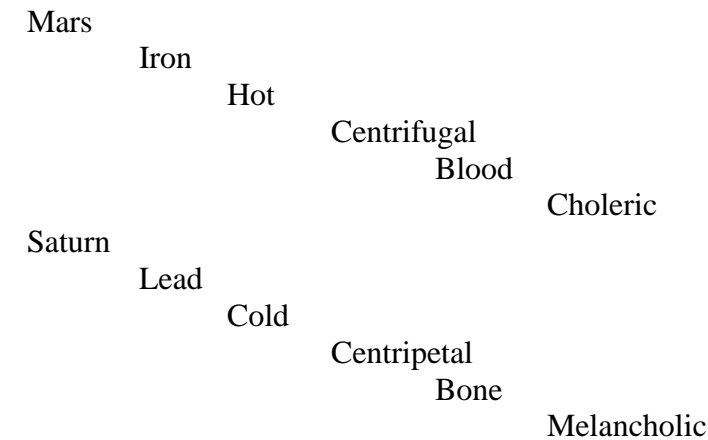 Mars
Iron
Hot
Centrifugal
Blood
Choleric
Saturn
Lead
Cold
Centripetal
Bone
Melancholic